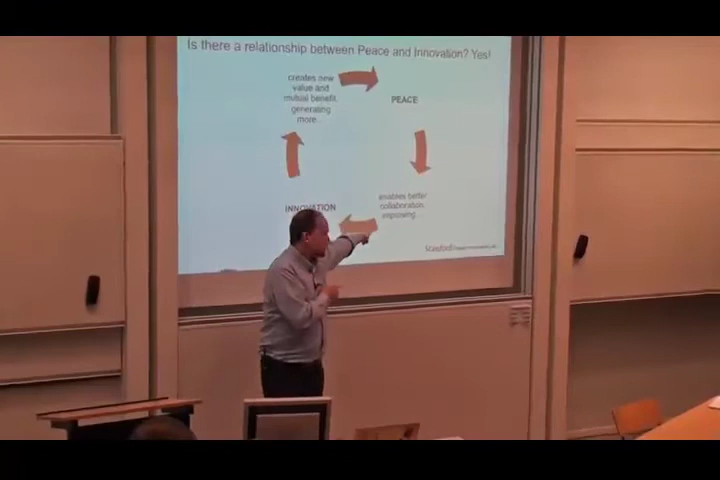 Is there a relationship between Peace and Innovation? Yes!
creates new
value and
mutual benefit,
generating
more...
PEACE
enables better
collaboration,
improving...
INNOVATION
Stanford